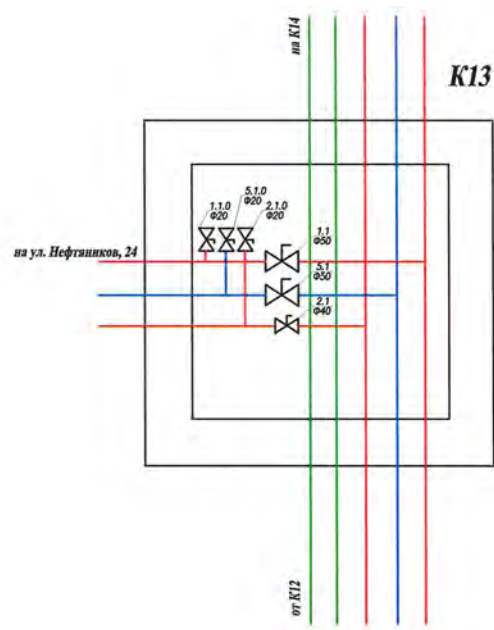 на К14
К13
1.1.0
Ф20
5.1.0
Ф20
2.1.0
Ф20
1.1
Ф50
на ул. Нефтяников, 24
5.1
Ф50
2.1
Ф40
от К12